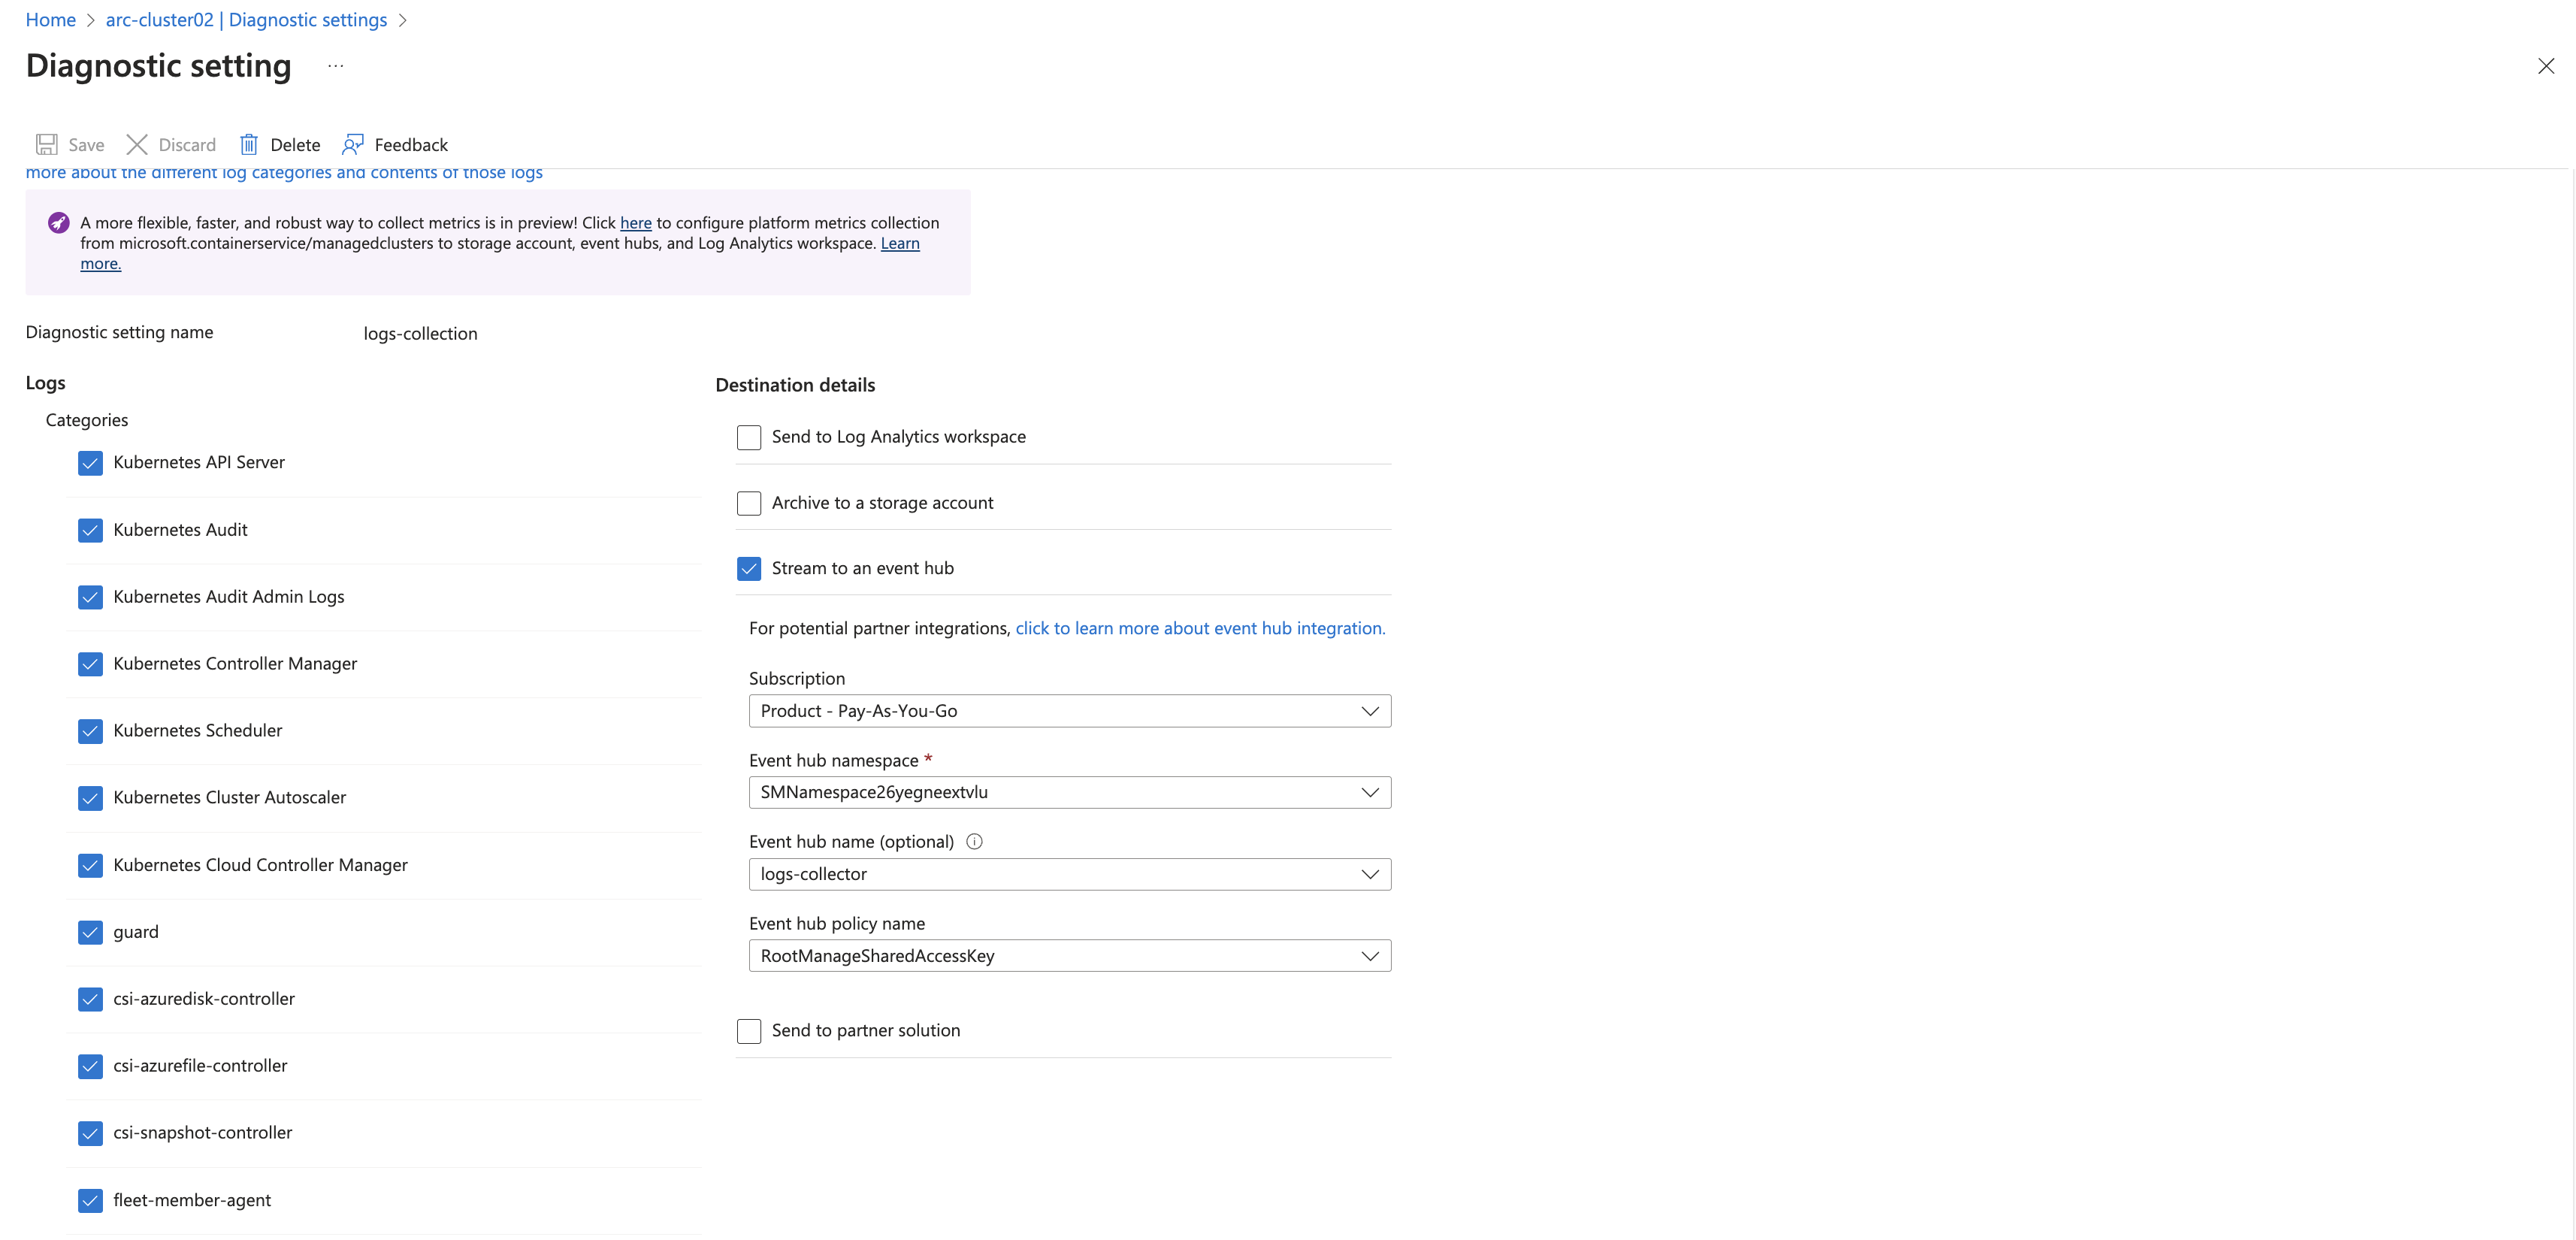 Home > arc-cluster02 | Diagnostic settings >
Diagnostic setting ...
Save Discard Delete Feedback
more about the different log categories and contents of those logs
A more flexible, faster, and robust way to collect metrics is in preview! Click here to configure platform metrics collection
from microsoft.containerservice/managedclusters to storage account, event hubs, and Log Analytics workspace. Learn
more.
Diagnostic setting name logs-collection
Logs
Categories
Kubernetes API Server
Kubernetes Audit
Kubernetes Audit Admin Logs
Kubernetes Controller Manager
Kubernetes Scheduler
Kubernetes Cluster Autoscaler
Kubernetes Cloud Controller Manager
guard
csi-azuredisk-controller
csi-azurefile-controller
csi-snapshot-controller
fleet-member-agent
Destination details
Send to Log Analytics workspace
Archive to a storage account
Stream to an event hub
For potential partner integrations, click to learn more about event hub integration.
Subscription
Product - Pay-As-You-Go
Event hub namespace *
SMNamespace26yegneextvlu
Event hub name (optional)
logs-collector
Event hub policy name
RootManageSharedAccessKey
Send to partner solution